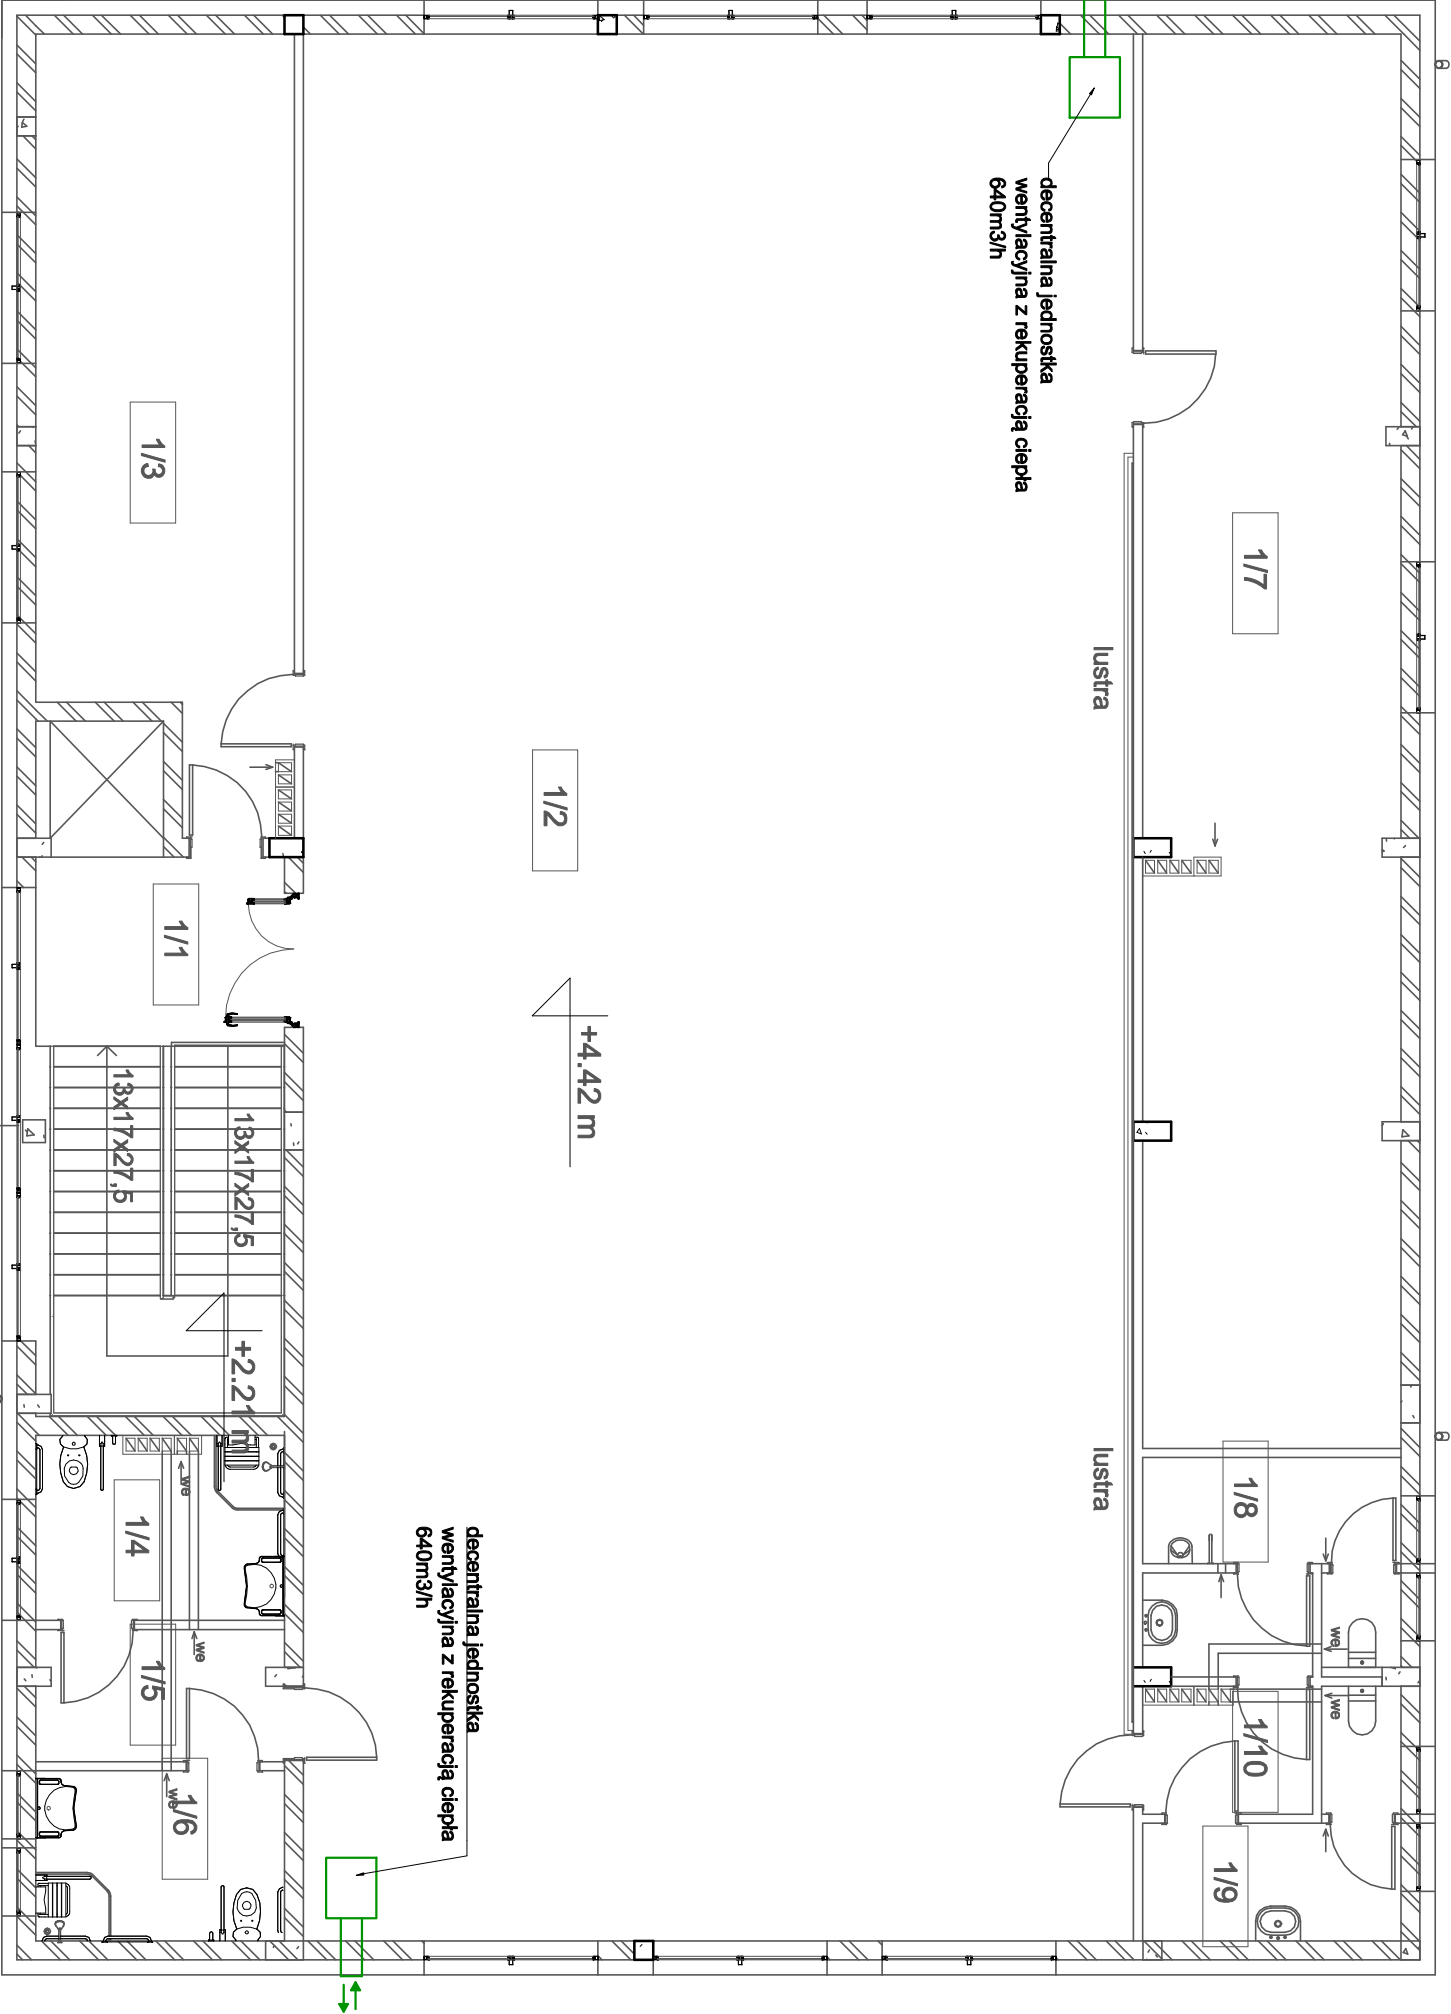 decentralna jednostka
wentylacyjna z rekuperacją ciepła
640m3/h
1/3
1/7
lustra
1/2
1/1
+4.42 m
13x17x27,5
13x17x27,5
+2.21 m
lustra
1/8
we
1/4
we
1/5
we
1/6
we
we
1/10
1/9
decentralna jednostka
wentylacyjna z rekuperacją ciepła
640m3/h